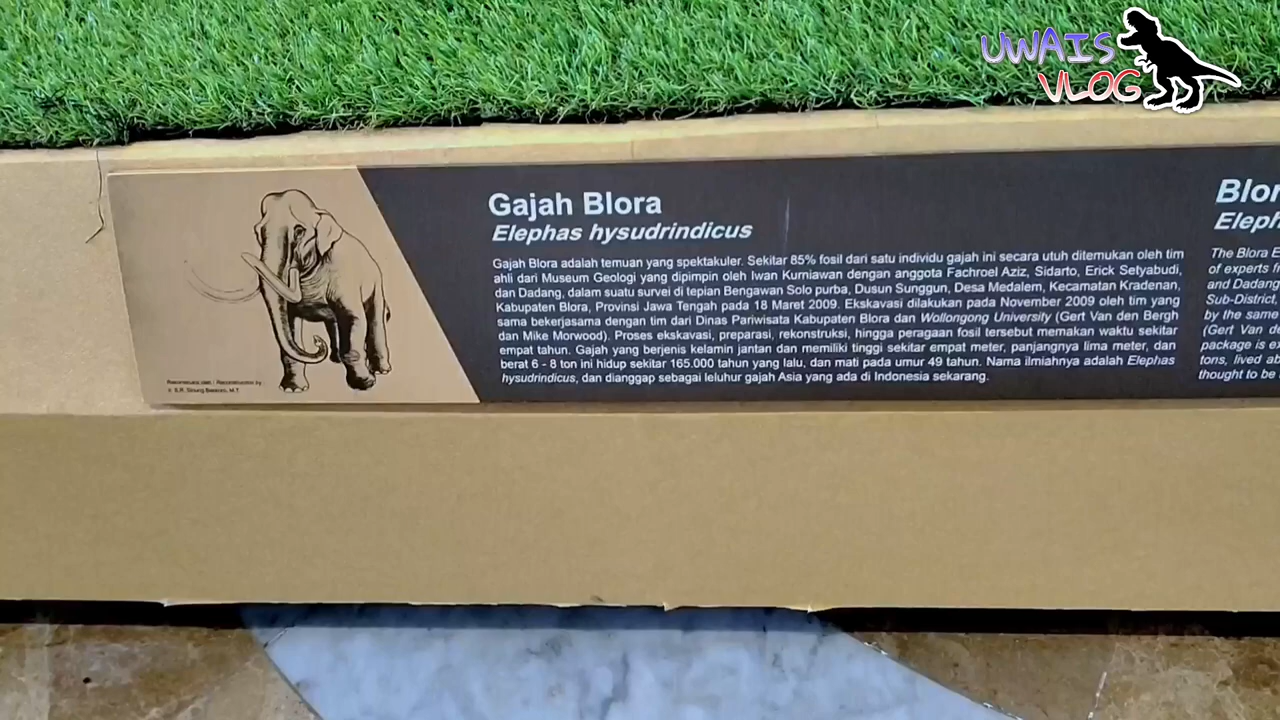 UWAIS
VLOG
Gajah Blora
Elephas hysudrindicus
Gajah Blora adalah temuan yang spektakuler. Sekitar 85% fosil dari satu individu gajah ini secara utuh ditemukan oleh tim
ahli dari Museum Geologi yang dipimpin oleh Iwan Kurniawan dengan anggota Fachroel Aziz, Sidarto, Erick Setyabudi,
dan Dadang, dalam suatu survei di tepian Bengawan Solo purba, Dusun Sunggun, Desa Medalem, Kecamatan Kradenan,
Kabupaten Blora, Provinsi Jawa Tengah pada 18 Maret 2009. Ekskavasi dilakukan pada November 2009 oleh tim yang
sama bekerjasama dengan tim dari Dinas Pariwisata Kabupaten Blora dan Wollongong University (Gert Van den Bergh
dan Mike Morwood). Proses ekskavasi, preparasi, rekonstruksi, hingga peragaan fosil tersebut memakan waktu sekitar
empat tahun. Gajah yang berjenis kelamin jantan dan memiliki tinggi sekitar empat meter, panjangnya lima meter, dan
berat 6 - 8 ton ini hidup sekitar 165.000 tahun yang lalu, dan mati pada umur 49 tahun. Nama ilmiahnya adalah Elephas
hysudrindicus, dan dianggap sebagai leluhur gajah Asia yang ada di Indonesia sekarang.
Blor
Eleph
The Blora E
of experts fr
and Dadang
Sub-District,
by the same
(Gert Van de
package is ex
tons, lived ab
thought to be